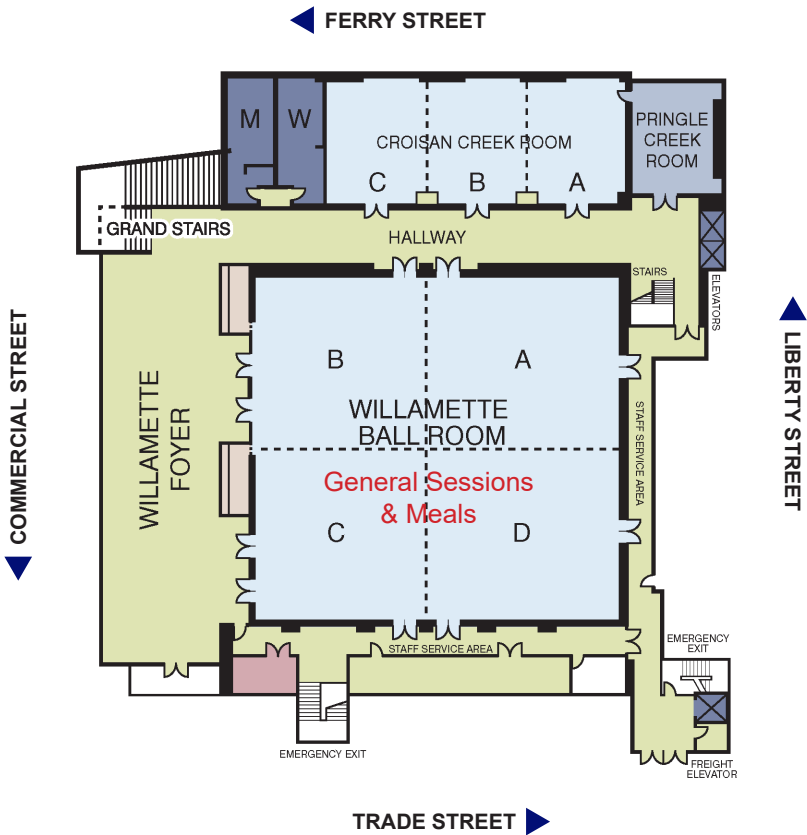 FERRY STREET
M
W
CROISAN CREEK ROOM
C
B
A
PRINGLE
CREEK
ROOM
GRAND STAIRS
HALLWAY
STAIRS
ELEVATORS
B
A
WILLAMETTE
BALL ROOM
General Sessions
& Meals
C
D
WILLAMETTE
FOYER
COMMERCIAL STREET
LIBERTY STREET
STAFF SERVICE AREA
STAFF SERVICE AREA
EMERGENCY
EXIT
EMERGENCY EXIT
FREIGHT
ELEVATOR
TRADE STREET